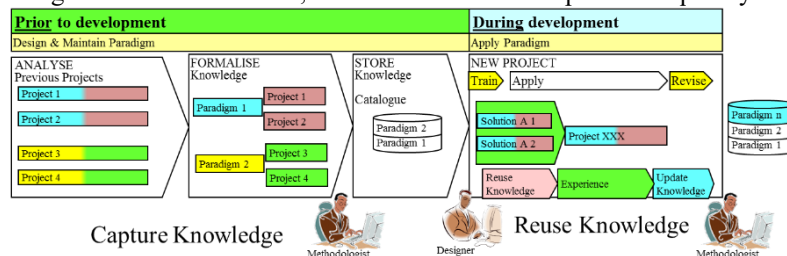 Prior to development
During development
Design & Maintain Paradigm
Apply Paradigm
ANALYSE
Previous Projects
Project 1
Project 2
Project 3
Project 4
FORMALISE
Knowledge
Paradigm 1
Project 1
Project 2
Paradigm 2
Project 3
Project 4
STORE
Knowledge
Catalogue
Paradigm 2
Paradigm 1
NEW PROJECT
Train
Apply
Revise
Solution A 1
Solution A 2
Project XXX
Reuse
Knowledge
Experience
Update
Knowledge
Paradigm n
Paradigm 2
Paradigm 1
Capture Knowledge
Methodologist
Designer
Reuse Knowledge
Methodologist